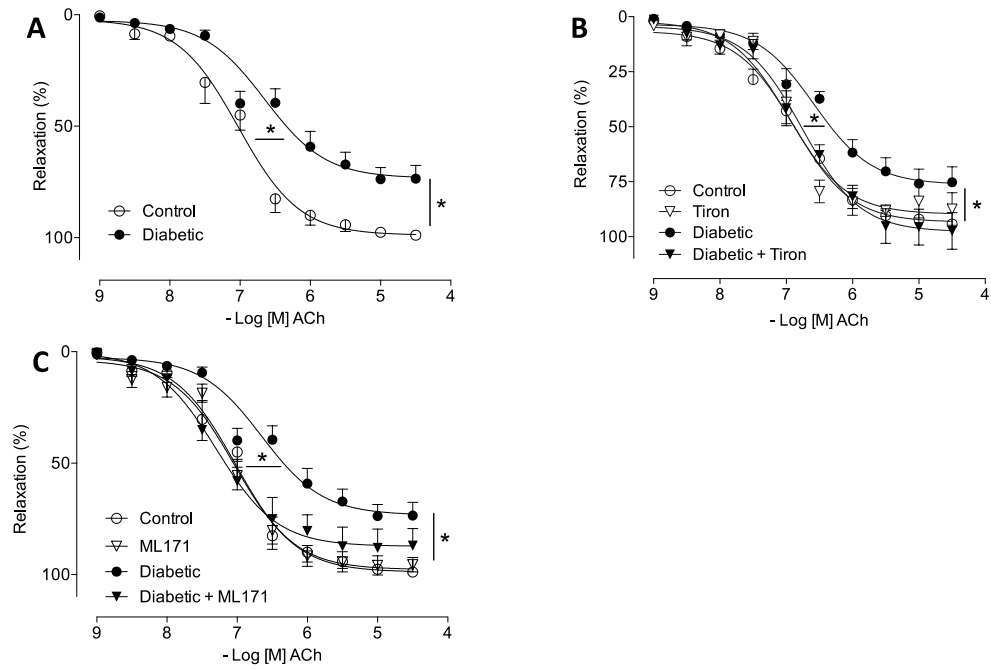 A
Relaxation (%)
0
50
100
*
*
Control
Diabetic
9 8 7 6 5 4
- Log [M] ACh
B
Relaxation (%)
0
25
50
75
100
*
*
Control
Tiron
Diabetic
Diabetic + Tiron
9 8 7 6 5 4
- Log [M] ACh
C
Relaxation (%)
0
50
100
*
*
Control
ML171
Diabetic
Diabetic + ML171
9 8 7 6 5 4
- Log [M] ACh